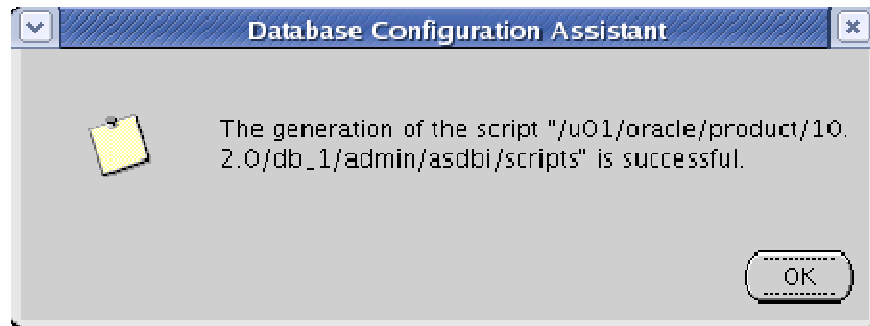 Database Configuration Assistant
The generation of the script "/u01/oracle/product/10.
2.0/db_1/admin/asdbi/scripts" is successful.
OK